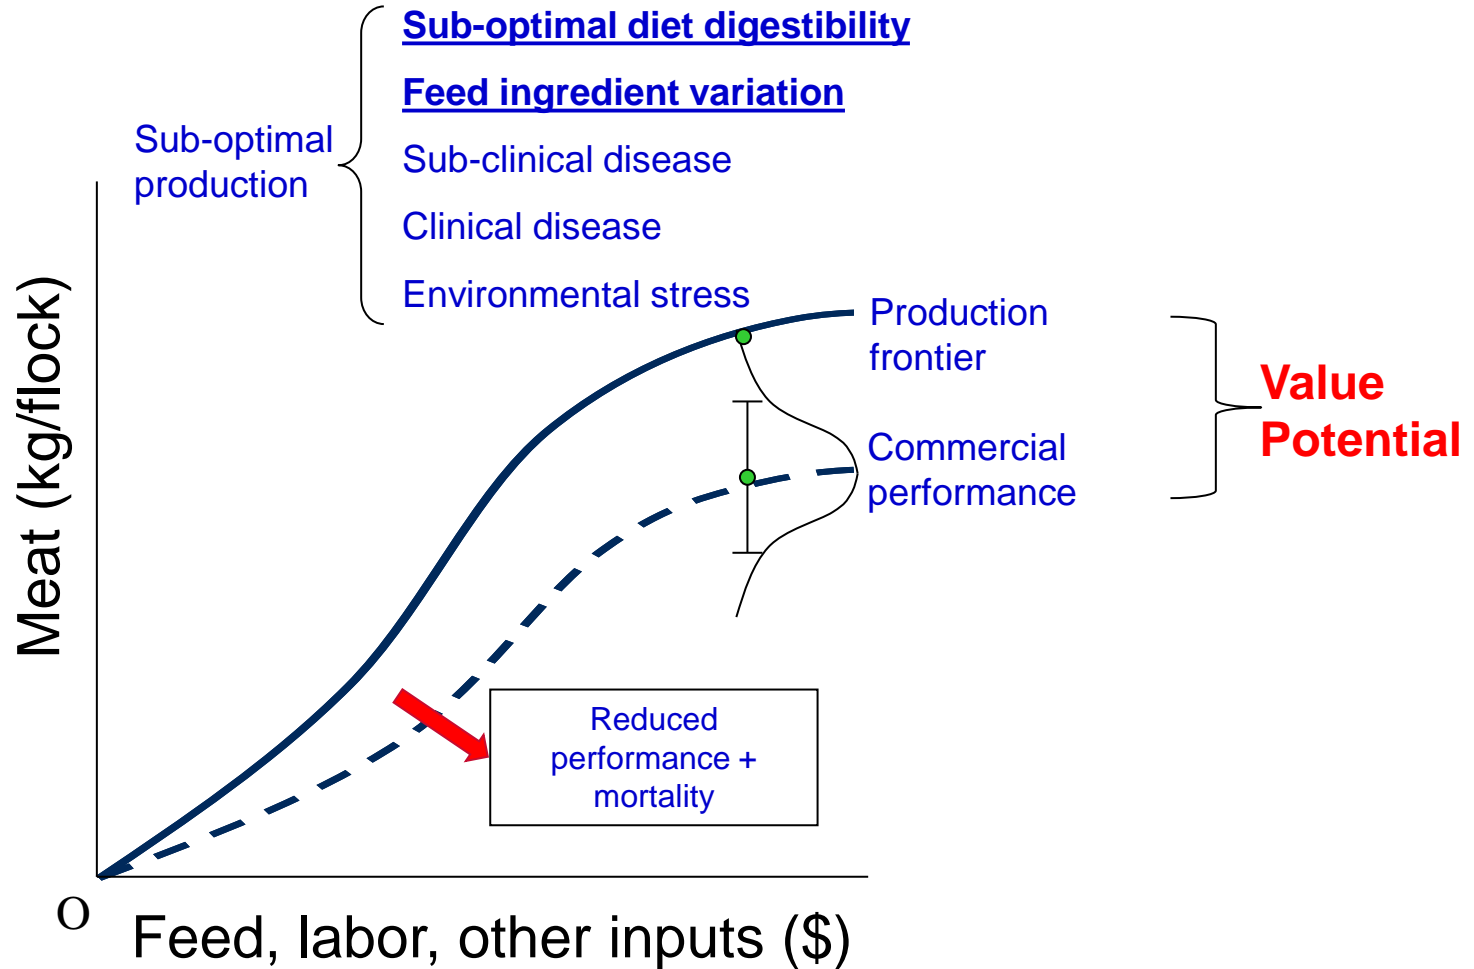 Sub-optimal diet digestibility
Feed ingredient variation
Sub-optimal
production
Sub-clinical disease
Clinical disease
Environmental stress
Production
frontier
Value
Potential
Commercial
performance
Meat (kg/flock)
Reduced
performance +
mortality
O
Feed, labor, other inputs ($)